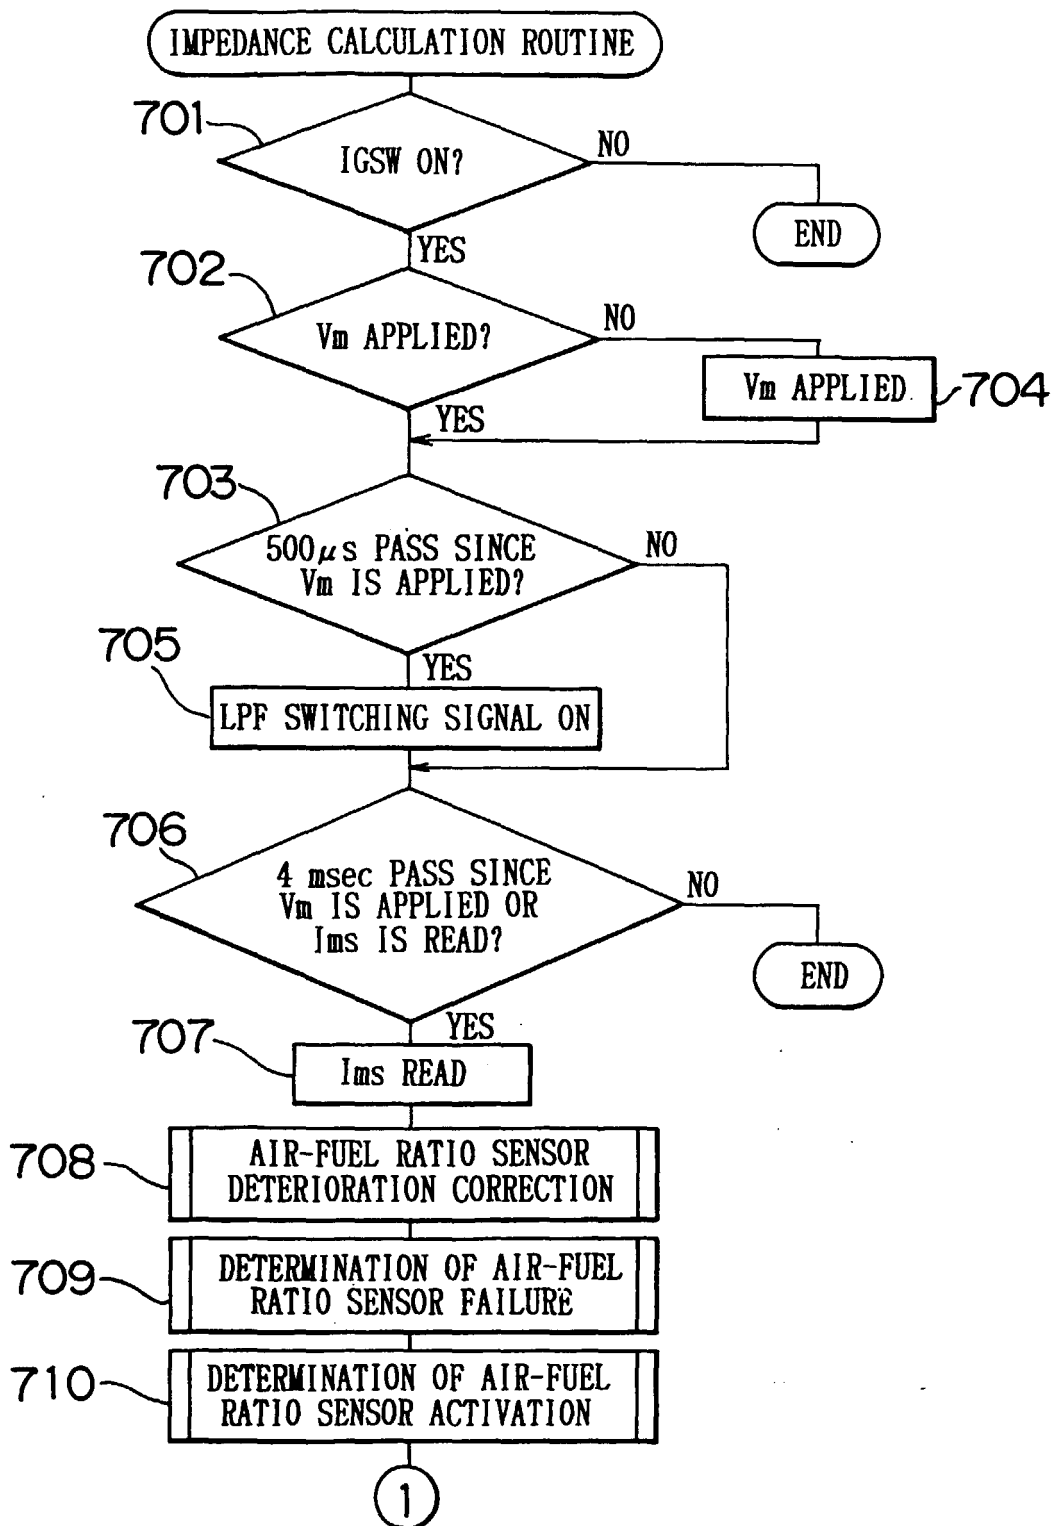 IMPEDANCE CALCULATION ROUTINE
701
IGSW ON?
NO
END
YES
702
Vm APPLIED?
NO
Vm APPLIED
704
YES
703
500μs PASS SINCE
Vm IS APPLIED?
NO
705
YES
LPF SWITCHING SIGNAL ON
706
4 msec PASS SINCE
Vm IS APPLIED OR
Ims IS READ?
NO
END
YES
707
Ims READ
708
AIR-FUEL RATIO SENSOR
DETERIORATION CORRECTION
709
DETERMINATION OF AIR-FUEL
RATIO SENSOR FAILURE
710
DETERMINATION OF AIR-FUEL
RATIO SENSOR ACTIVATION
1